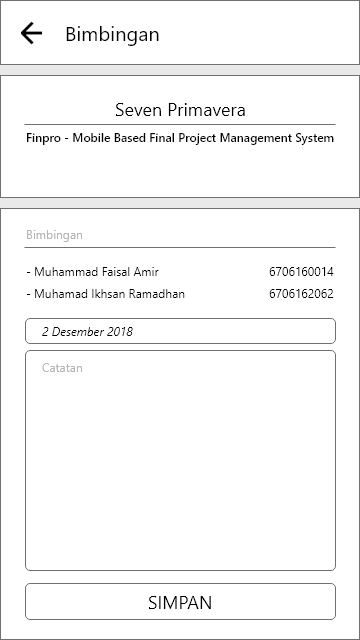 Bimbingan
Seven Primavera
Finpro - Mobile Based Final Project Management System
Bimbingan
- Muhammad Faisal Amir 6706160014
- Muhamad Ikhsan Ramadhan 6706162062
2 Desember 2018
Catatan
SIMPAN